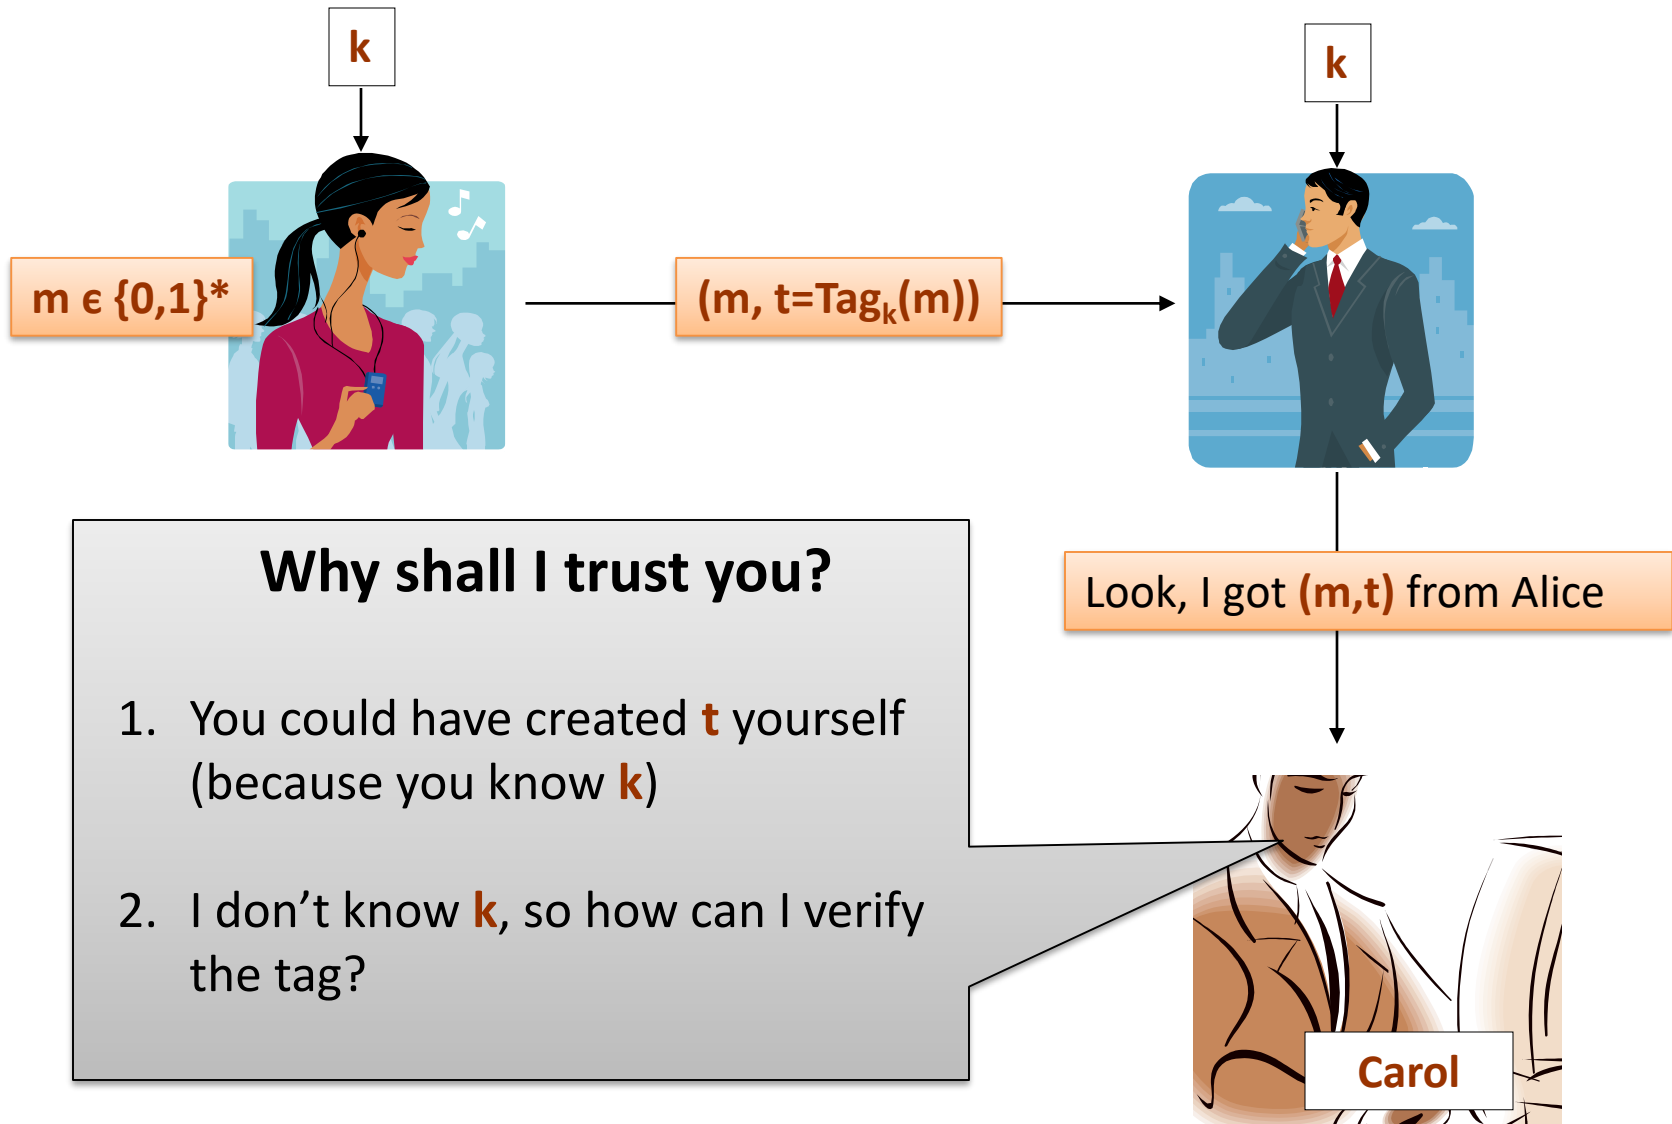 k
k
m ϵ {0,1}*
(m, t=Tagk(m))
Why shall I trust you?
Look, I got (m,t) from Alice
1. You could have created t yourself
(because you know k)
2. I don’t know k, so how can I verify
the tag?
Carol